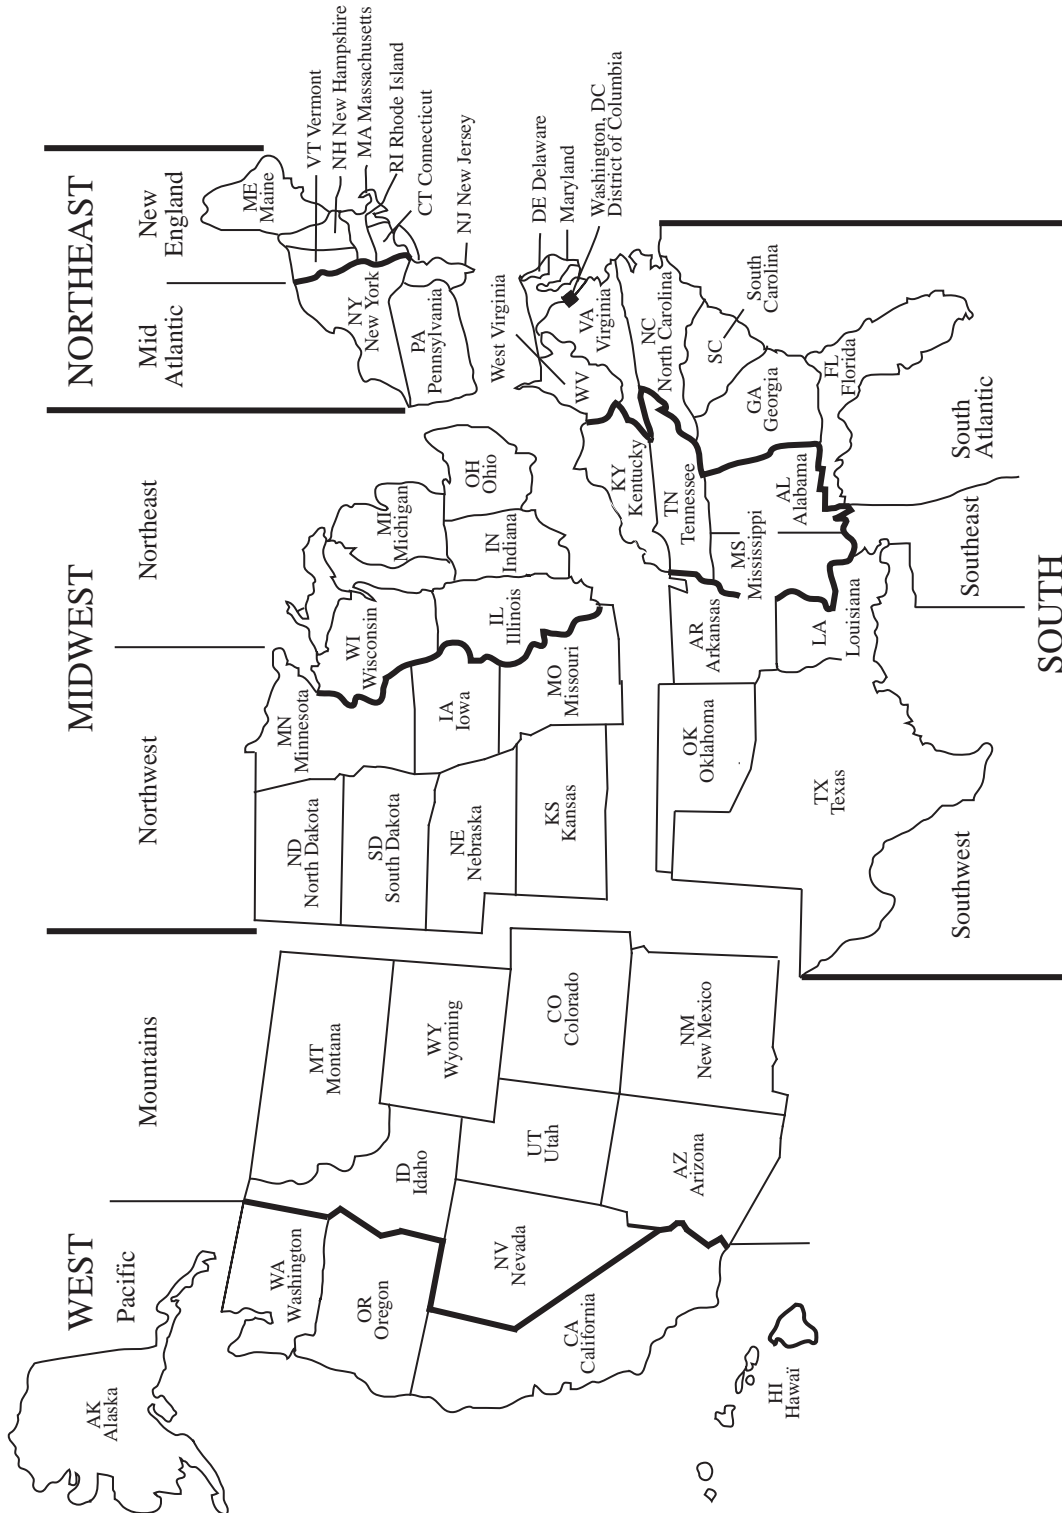 WEST
MIDWEST
NORTHEAST
Pacific
Mountains
Northwest
Northeast
Mid
Atlantic
New
England
AK
Alaska
WA
Washington
OR
Oregon
CA
California
HI
Hawaï
NV
Nevada
ID
Idaho
MT
Montana
WY
Wyoming
UT
Utah
CO
Colorado
AZ
Arizona
NM
New Mexico
ND
North Dakota
SD
South Dakota
NE
Nebraska
KS
Kansas
MN
Minnesota
IA
Iowa
MO
Missouri
WI
Wisconsin
IL
Illinois
MI
Michigan
IN
Indiana
OH
Ohio
NY
New York
PA
Pennsylvania
ME
Maine
VT Vermont
NH New Hampshire
MA Massachusetts
RI Rhode Island
CT Connecticut
NJ New Jersey
DE Delaware
Maryland
Washington, DC
District of Columbia
West Virginia
WV
VA
Virginia
NC
North Carolina
SC
South
Carolina
GA
Georgia
FL
Florida
KY
Kentucky
TN
Tennessee
MS
Mississippi
AL
Alabama
AR
Arkansas
LA
Louisiana
OK
Oklahoma
TX
Texas
Southwest
Southeast
South
Atlantic
SOUTH